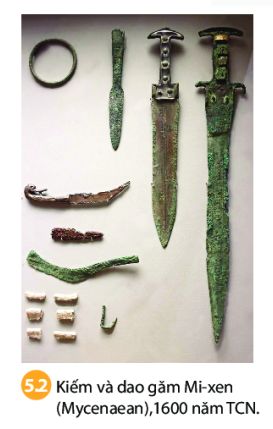 5.2 Kiếm và dao găm Mi-xen
(Mycenaean),1600 năm TCN.